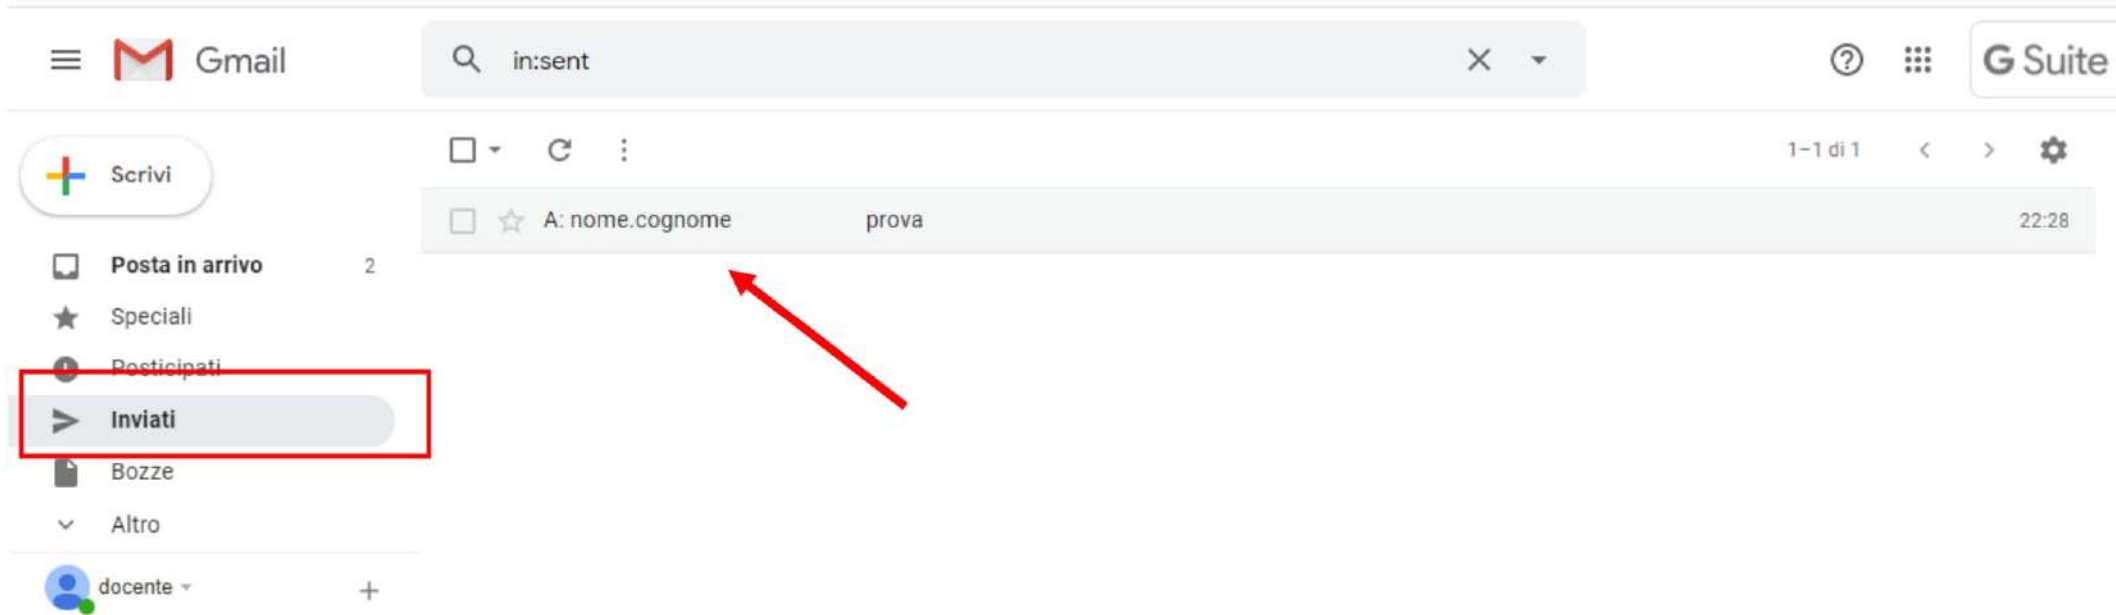 Gmail
in:sent
G Suite
Scrivi
1–1 di 1
A: nome.cognome prova 22:28
Posta in arrivo 2
Speciali
Posticipati
Inviati
Bozze
Altro
docente